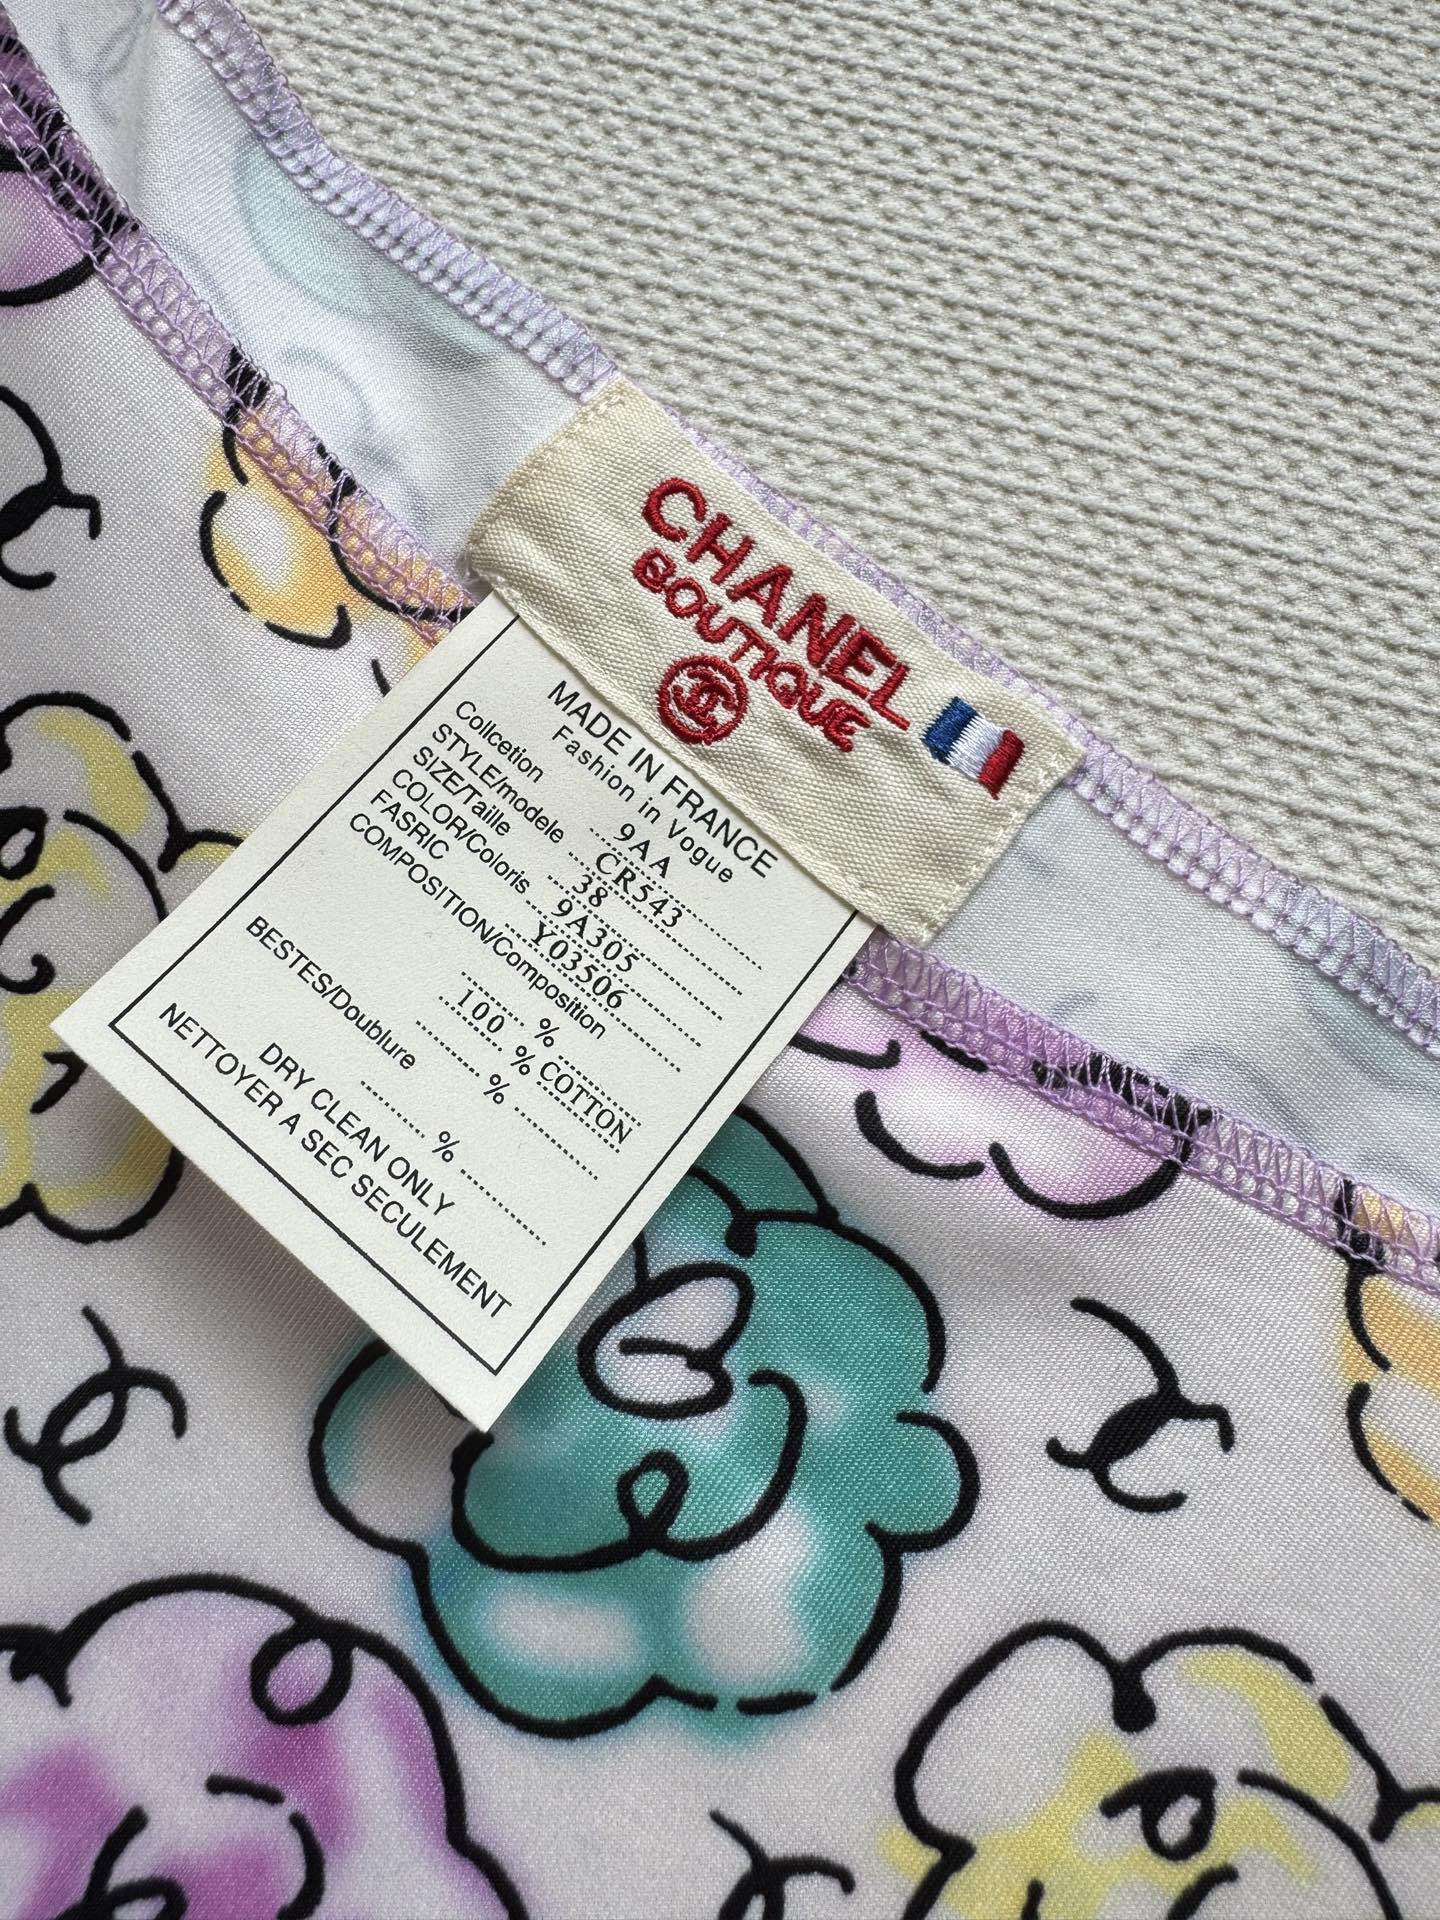 CHANEL
BOUTIQUE
MADE IN FRANCE
Fashion in Vogue
Collcetion 9AA
STYLE/modele CR543
SIZE/Taille 38
COLOR/Coloris 9A305
FASRIC Y03506
COMPOSITION/Composition
%
100 % COTTON
%
BESTES/Doublure
%
DRY CLEAN ONLY
NETTOYER A SEC SECULEMENT